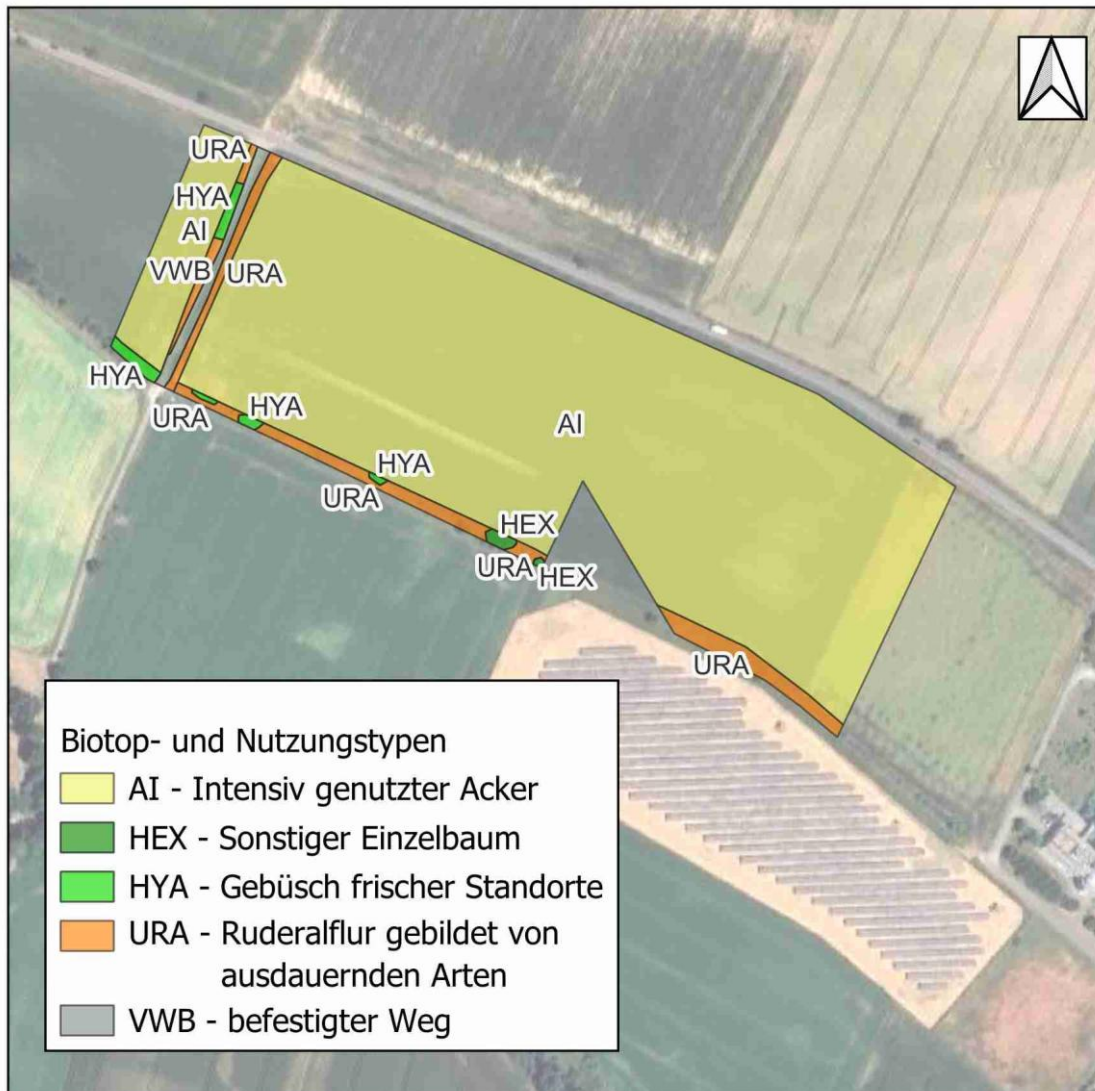 URA
HYA
AI
VWB
URA
HYA
URA
HYA
AI
HYA
URA
HEX
URA
HEX
URA
Biotop- und Nutzungstypen
AI - Intensiv genutzter Acker
HEX - Sonstiger Einzelbaum
HYA - Gebüsch frischer Standorte
URA - Ruderalflur gebildet von
ausdauernden Arten
VWB - befestigter Weg